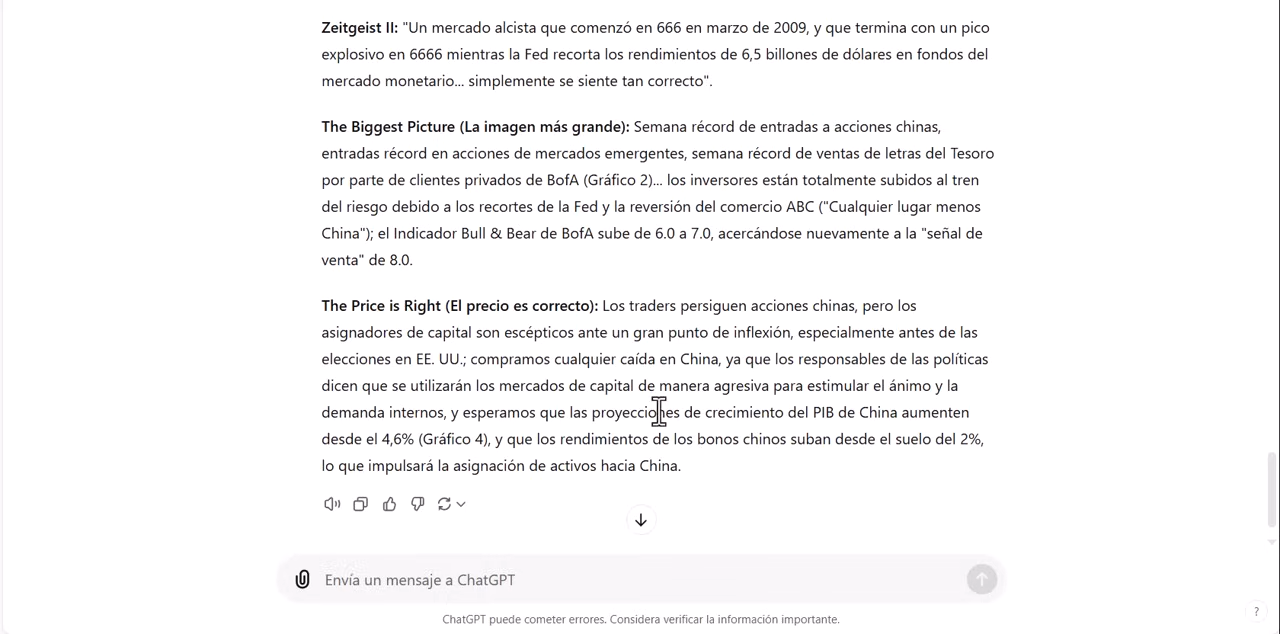 Zeitgeist II: "Un mercado alcista que comenzó en 666 en marzo de 2009, y que termina con un pico
explosivo en 6666 mientras la Fed recorta los rendimientos de 6,5 billones de dólares en fondos del
mercado monetario... simplemente se siente tan correcto".
The Biggest Picture (La imagen más grande): Semana récord de entradas a acciones chinas,
entradas récord en acciones de mercados emergentes, semana récord de ventas de letras del Tesoro
por parte de clientes privados de BofA (Gráfico 2)... los inversores están totalmente subidos al tren
del riesgo debido a los recortes de la Fed y la reversión del comercio ABC ("Cualquier lugar menos
China"); el Indicador Bull & Bear de BofA sube de 6.0 a 7.0, acercándose nuevamente a la "señal de
venta" de 8.0.
The Price is Right (El precio es correcto): Los traders persiguen acciones chinas, pero los
asignadores de capital son escépticos ante un gran punto de inflexión, especialmente antes de las
elecciones en EE. UU.; compramos cualquier caída en China, ya que los responsables de las políticas
dicen que se utilizarán los mercados de capital de manera agresiva para estimular el ánimo y la
demanda internos, y esperamos que las proyecciones de crecimiento del PIB de China aumenten
desde el 4,6% (Gráfico 4), y que los rendimientos de los bonos chinos suban desde el suelo del 2%,
lo que impulsará la asignación de activos hacia China.
Envía un mensaje a ChatGPT
ChatGPT puede cometer errores. Considera verificar la información importante.
?